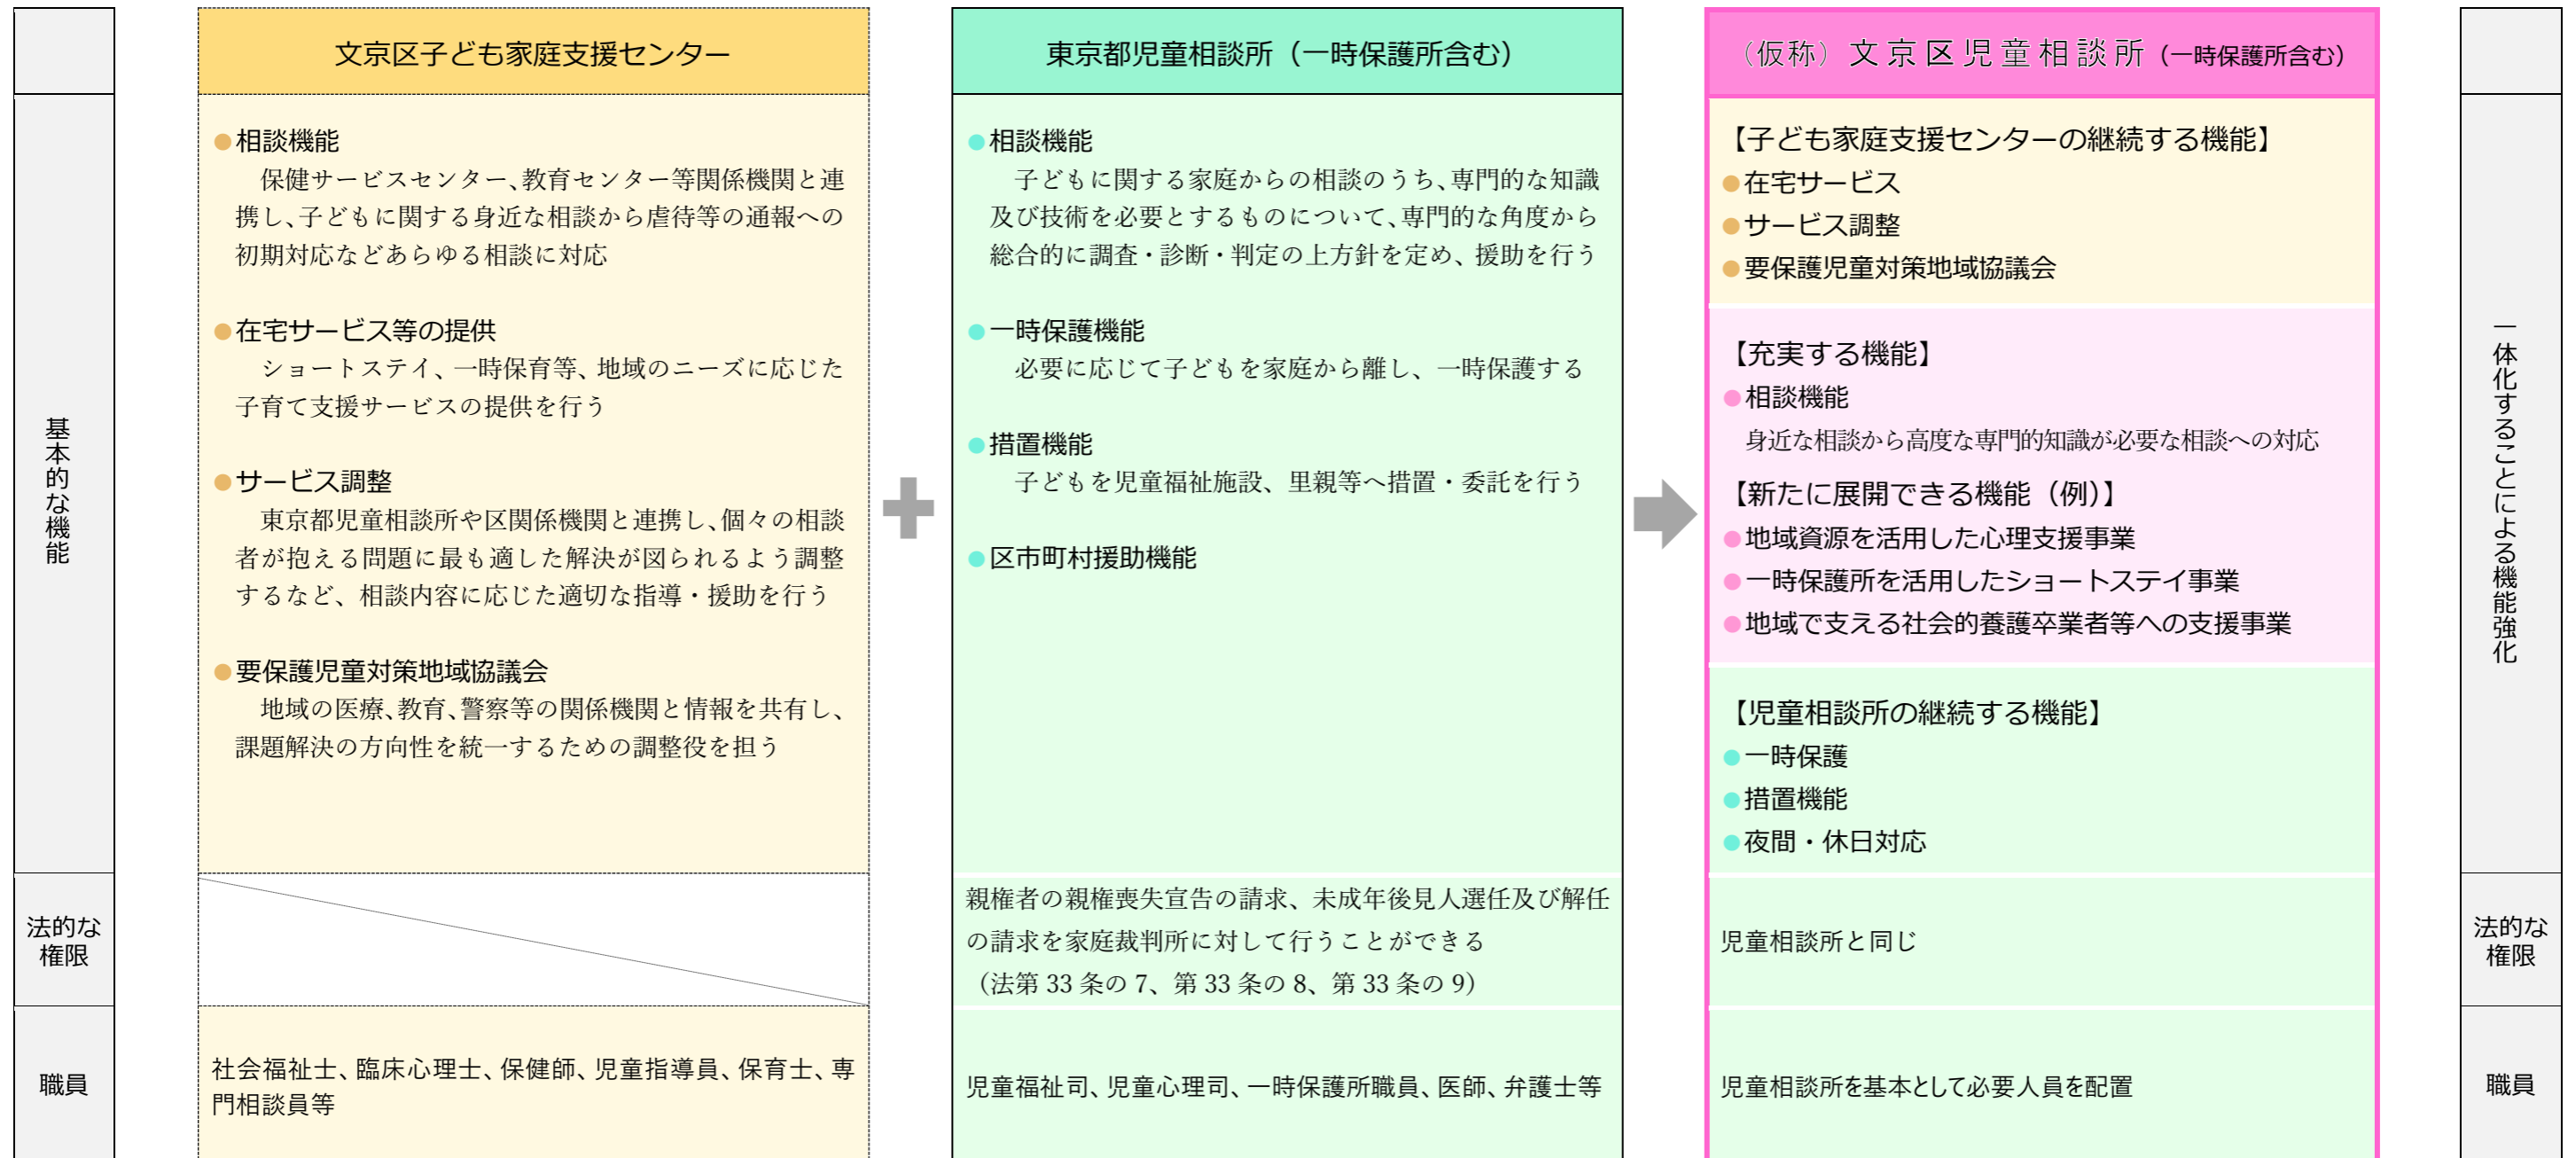 基本的な機能
法的な
権限
職員
文京区子ども家庭支援センター
●相談機能
保健サービスセンター、教育センター等関係機関と連
携し、子どもに関する身近な相談から虐待等の通報への
初期対応などあらゆる相談に対応
●在宅サービス等の提供
ショートステイ、一時保育等、地域のニーズに応じた
子育て支援サービスの提供を行う
●サービス調整
東京都児童相談所や区関係機関と連携し、個々の相談
者が抱える問題に最も適した解決が図られるよう調整
するなど、相談内容に応じた適切な指導・援助を行う
●要保護児童対策地域協議会
地域の医療、教育、警察等の関係機関と情報を共有し、
課題解決の方向性を統一するための調整役を担う
社会福祉士、臨床心理士、保健師、児童指導員、保育士、専
門相談員等
東京都児童相談所（一時保護所含む）
●相談機能
子どもに関する家庭からの相談のうち、専門的な知識
及び技術を必要とするものについて、専門的な角度から
総合的に調査・診断・判定の上方針を定め、援助を行う
●一時保護機能
必要に応じて子どもを家庭から離し、一時保護する
●措置機能
子どもを児童福祉施設、里親等へ措置・委託を行う
●区市町村援助機能
親権者の親権喪失宣告の請求、未成年後見人選任及び解任
の請求を家庭裁判所に対して行うことができる
（法第 33 条の 7、第 33 条の 8、第 33 条の 9）
児童福祉司、児童心理司、一時保護所職員、医師、弁護士等
（仮称）文京区児童相談所（一時保護所含む）
【子ども家庭支援センターの継続する機能】
●在宅サービス
●サービス調整
●要保護児童対策地域協議会
【充実する機能】
●相談機能
身近な相談から高度な専門的知識が必要な相談への対応
【新たに展開できる機能（例）】
●地域資源を活用した心理支援事業
●一時保護所を活用したショートステイ事業
●地域で支える社会的養護卒業者等への支援事業
【児童相談所の継続する機能】
●一時保護
●措置機能
●夜間・休日対応
児童相談所と同じ
児童相談所を基本として必要人員を配置
一体化することによる機能強化
法的な
権限
職員